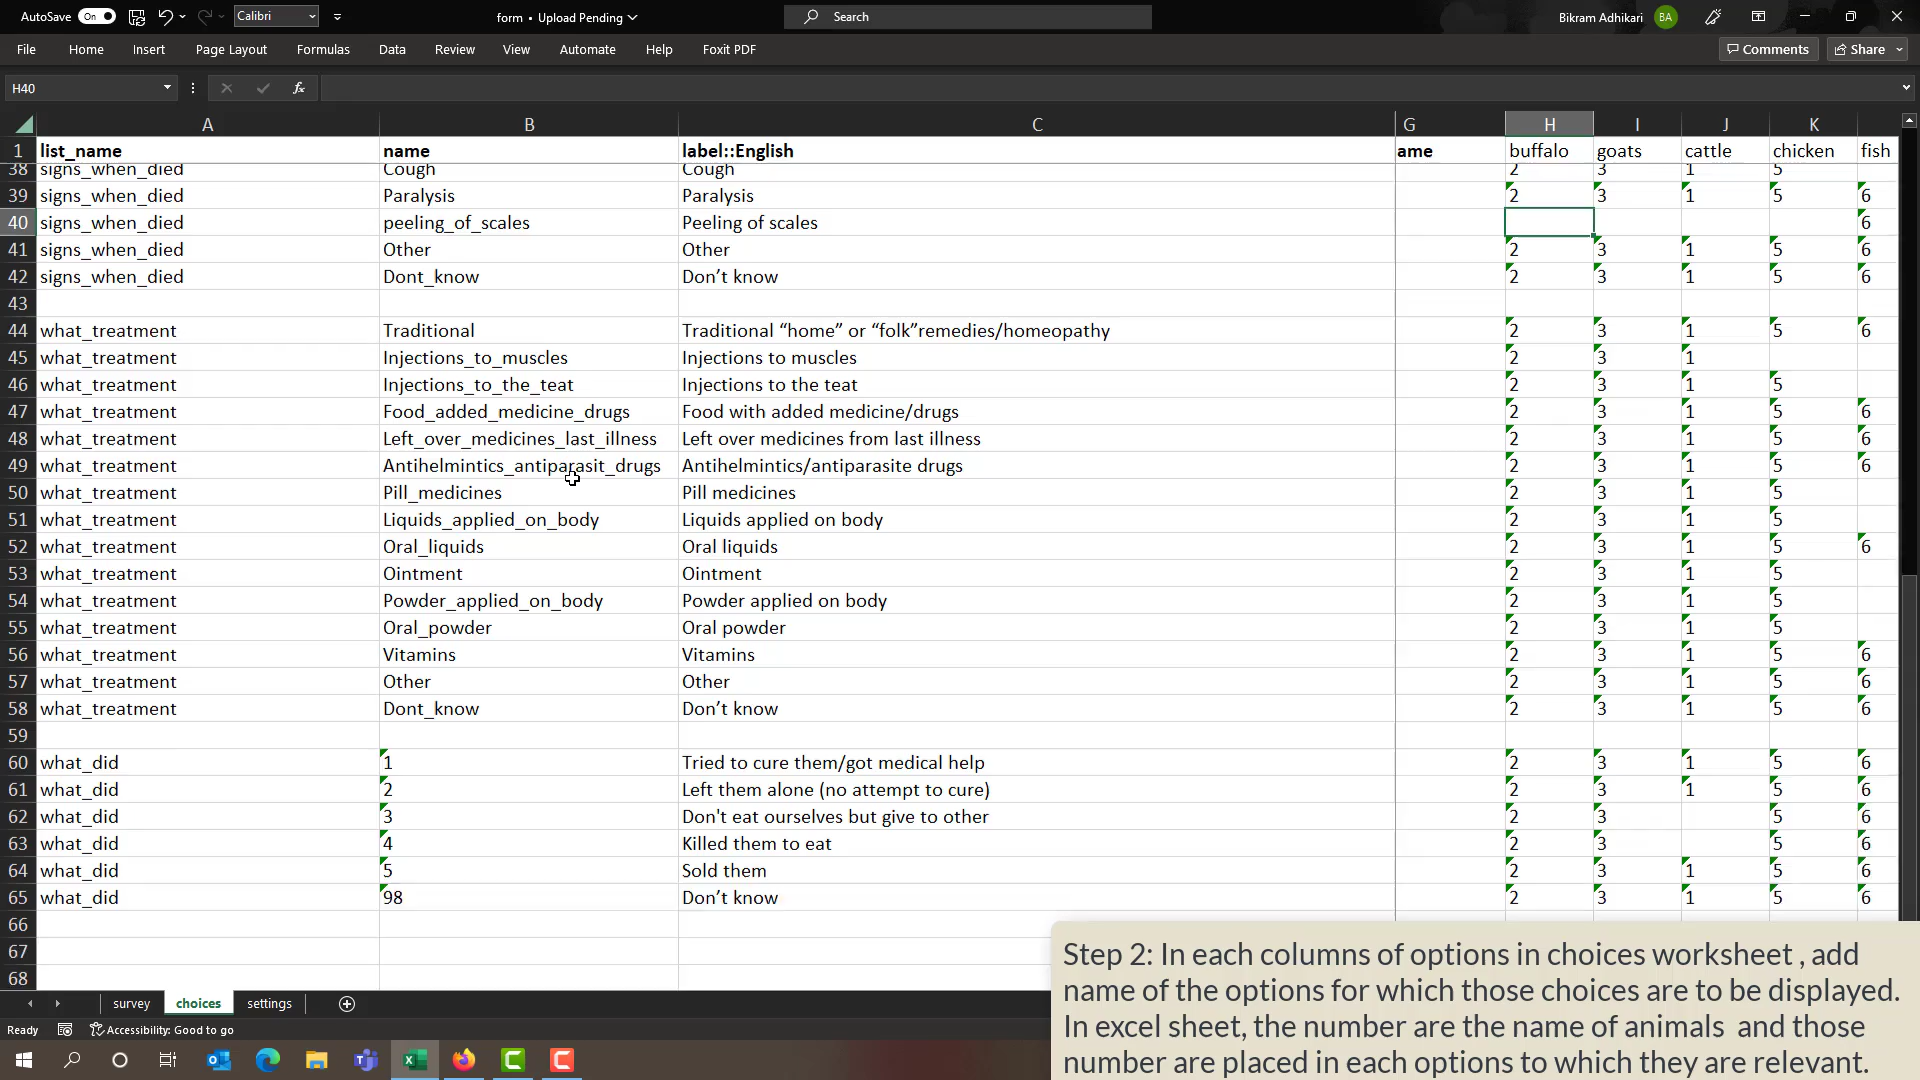 AutoSave On Calibri form • Upload Pending Search Bikram Adhikari BA
File Home Insert Page Layout Formulas Data Review View Automate Help Foxit PDF Comments Share
H40 fx
A B C G H I J K
1 list_name name label::English ame buffalo goats cattle chicken fish
38 signs_when_died Cough Cough 2 3 1 5
39 signs_when_died Paralysis Paralysis 2 3 1 5 6
40 signs_when_died peeling_of_scales Peeling of scales 6
41 signs_when_died Other Other 2 3 1 5 6
42 signs_when_died Dont_know Don’t know 2 3 1 5 6
43
44 what_treatment Traditional Traditional “home” or “folk”remedies/homeopathy 2 3 1 5 6
45 what_treatment Injections_to_muscles Injections to muscles 2 3 1
46 what_treatment Injections_to_the_teat Injections to the teat 2 3 1 5
47 what_treatment Food_added_medicine_drugs Food with added medicine/drugs 2 3 1 5 6
48 what_treatment Left_over_medicines_last_illness Left over medicines from last illness 2 3 1 5 6
49 what_treatment Antihelmintics_antiparasit_drugs Antihelmintics/antiparasite drugs 2 3 1 5 6
50 what_treatment Pill_medicines Pill medicines 2 3 1 5
51 what_treatment Liquids_applied_on_body Liquids applied on body 2 3 1 5
52 what_treatment Oral_liquids Oral liquids 2 3 1 5 6
53 what_treatment Ointment Ointment 2 3 1 5
54 what_treatment Powder_applied_on_body Powder applied on body 2 3 1 5
55 what_treatment Oral_powder Oral powder 2 3 1 5
56 what_treatment Vitamins Vitamins 2 3 1 5 6
57 what_treatment Other Other 2 3 1 5 6
58 what_treatment Dont_know Don’t know 2 3 1 5 6
59
60 what_did 1 Tried to cure them/got medical help 2 3 1 5 6
61 what_did 2 Left them alone (no attempt to cure) 2 3 1 5 6
62 what_did 3 Don't eat ourselves but give to other 2 3 5 6
63 what_did 4 Killed them to eat 2 3 5 6
64 what_did 5 Sold them 2 3 1 5 6
65 what_did 98 Don’t know 2 3 1 5 6
66
67
68
Step 2: In each columns of options in choices worksheet , add
name of the options for which those choices are to be displayed.
In excel sheet, the number are the name of animals and those
number are placed in each options to which they are relevant.
survey choices settings
Ready Accessibility: Good to go